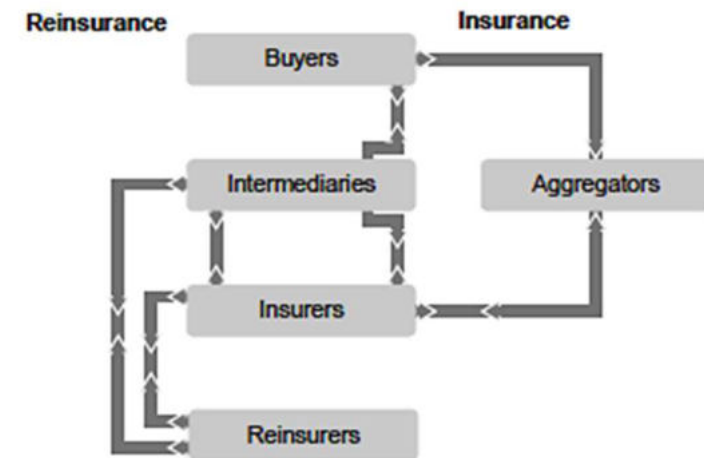 Reinsurance
Insurance
Buyers
Intermediaries
Aggregators
Insurers
Reinsurers